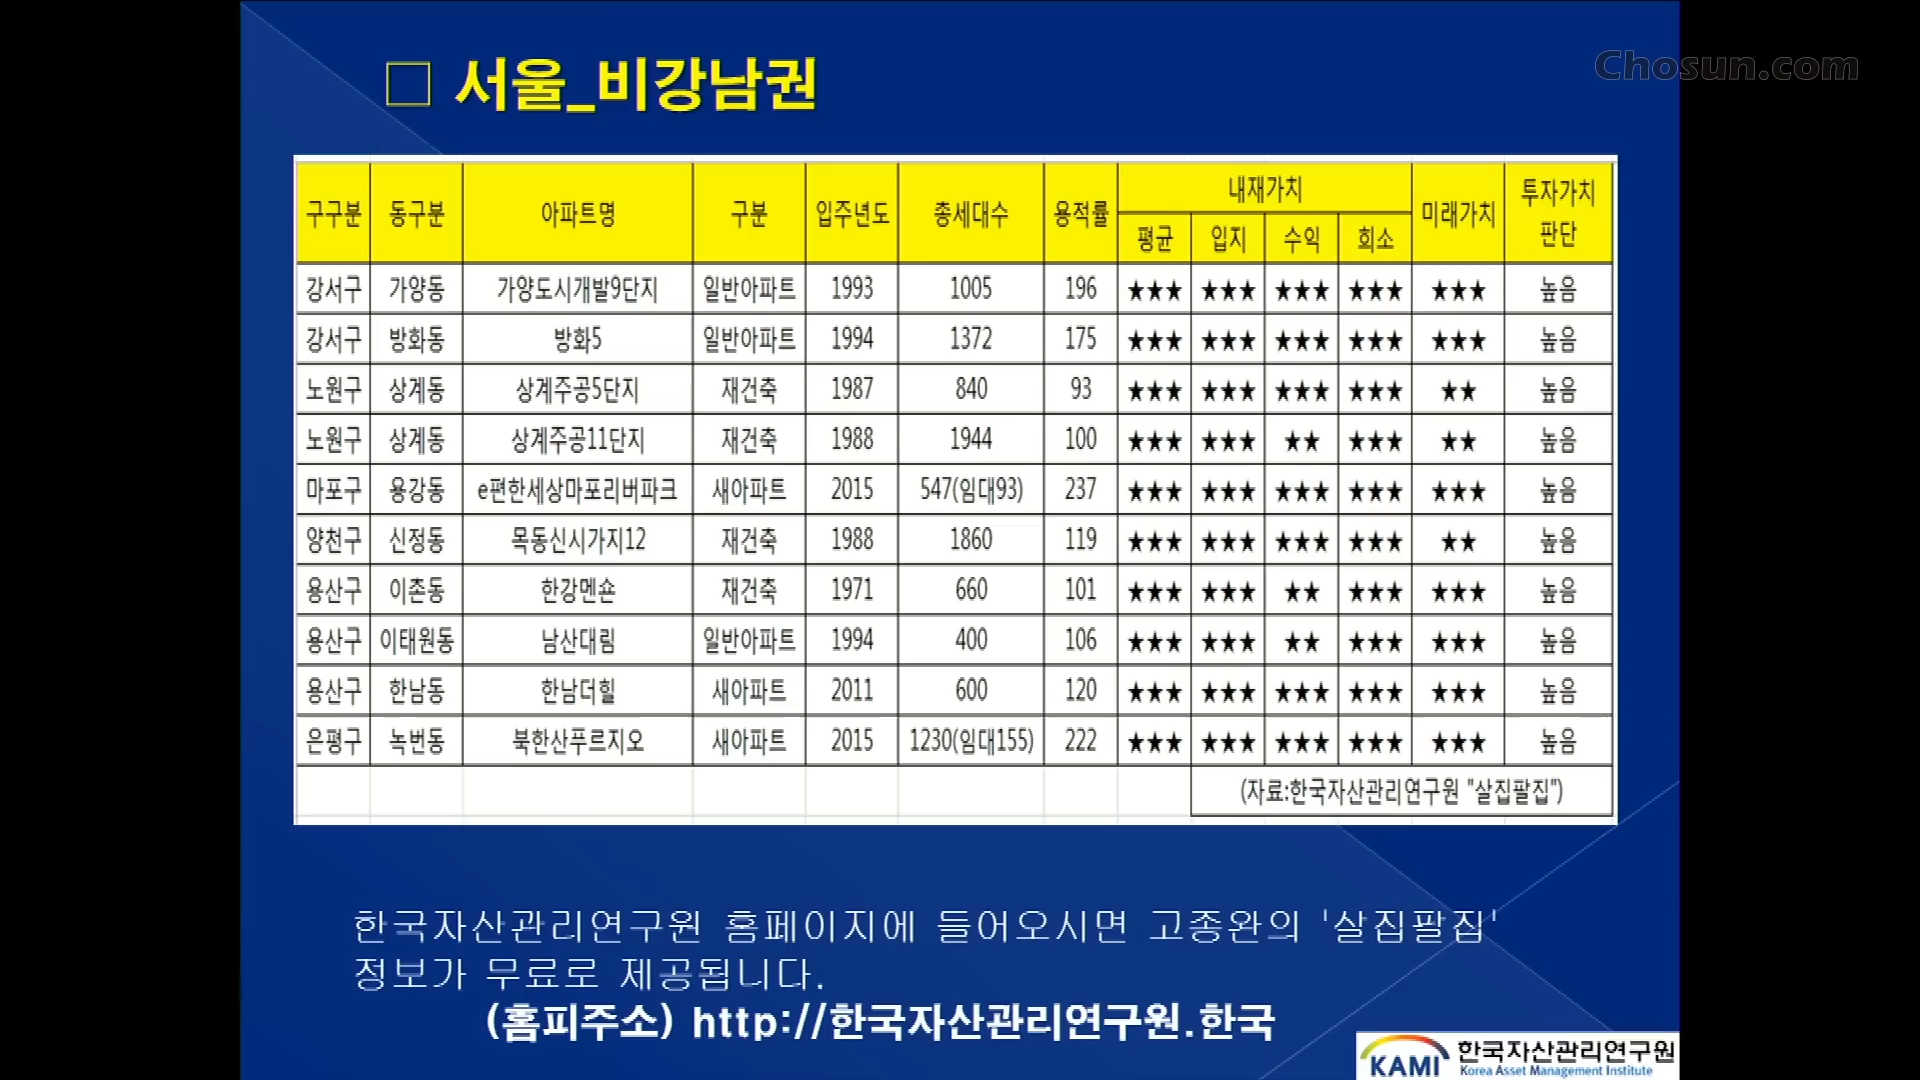 Chosun.com
□ 서울_비강남권
구구분 동구분 아파트명 구분 입주년도 총세대수 용적률 내재가치 미래가치 투자가치 판단
평균 입지 수익 희소
강서구 가양동 가양도시개발9단지 일반아파트 1993 1005 196 ★★★ ★★★ ★★★ ★★★ ★★★ 높음
강서구 방화동 방화5 일반아파트 1994 1372 175 ★★★ ★★★ ★★★ ★★★ ★★★ 높음
노원구 상계동 상계주공5단지 재건축 1987 840 93 ★★★ ★★★ ★★★ ★★★ ★★ 높음
노원구 상계동 상계주공11단지 재건축 1988 1944 100 ★★★ ★★★ ★★ ★★★ ★★ 높음
마포구 용강동 e편한세상마포리버파크 새아파트 2015 547(임대93) 237 ★★★ ★★★ ★★★ ★★★ ★★★ 높음
양천구 신정동 목동신시가지12 재건축 1988 1860 119 ★★★ ★★★ ★★★ ★★★ ★★ 높음
용산구 이촌동 한강멘숀 재건축 1971 660 101 ★★★ ★★★ ★★ ★★★ ★★★ 높음
용산구 이태원동 남산대림 일반아파트 1994 400 106 ★★★ ★★★ ★★ ★★★ ★★★ 높음
용산구 한남동 한남더힐 새아파트 2011 600 120 ★★★ ★★★ ★★★ ★★★ ★★★ 높음
은평구 녹번동 북한산푸르지오 새아파트 2015 1230(임대155) 222 ★★★ ★★★ ★★★ ★★★ ★★★ 높음
(자료:한국자산관리연구원 "살집팔집")
한국자산관리연구원 홈페이지에 들어오시면 고종완의 '살집팔집'
정보가 무료로 제공됩니다.
(홈피주소) http://한국자산관리연구원.한국
KAMI 한국자산관리연구원
Korea Asset Management Institute